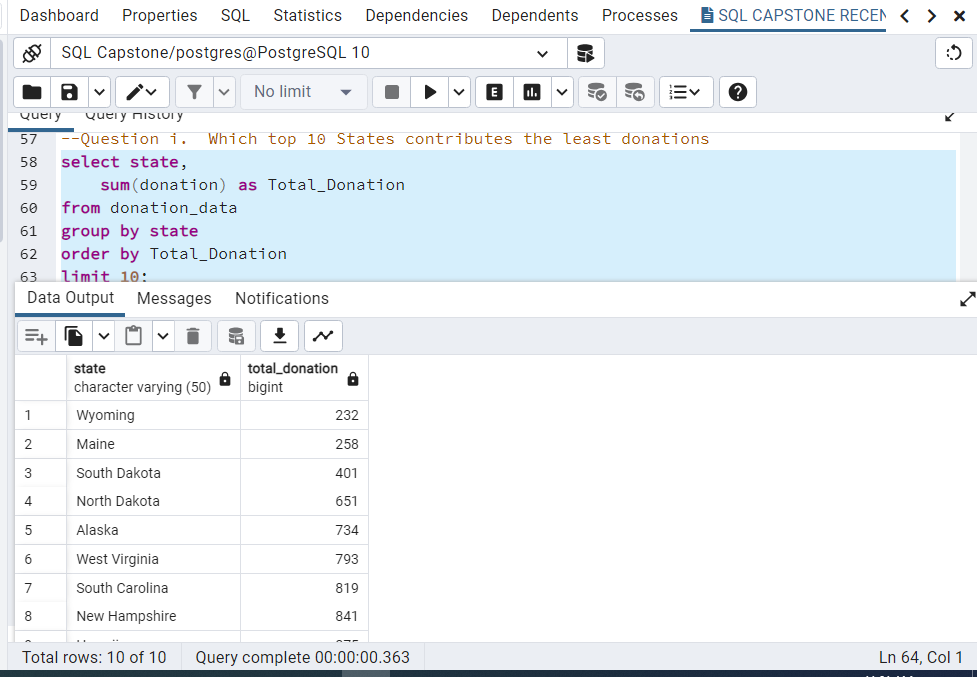 Dashboard Properties SQL Statistics Dependencies Dependents Processes SQL CAPSTONE RECEN
SQL Capstone/postgres@PostgreSQL 10
No limit E
Query Query History
57 --Question i. Which top 10 States contributes the least donations
58 select state,
59 sum(donation) as Total_Donation
60 from donation_data
61 group by state
62 order by Total_Donation
63 limit 10;
Data Output Messages Notifications
state total_donation
character varying (50) bigint
1 Wyoming 232
2 Maine 258
3 South Dakota 401
4 North Dakota 651
5 Alaska 734
6 West Virginia 793
7 South Carolina 819
8 New Hampshire 841
Total rows: 10 of 10 Query complete 00:00:00.363 Ln 64, Col 1